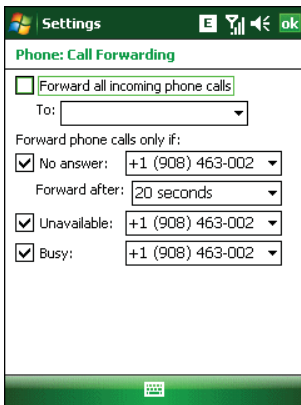 Settings E ok
Phone: Call Forwarding
Forward all incoming phone calls
To:
Forward phone calls only if:
No answer: +1 (908) 463-002
Forward after: 20 seconds
Unavailable: +1 (908) 463-002
Busy: +1 (908) 463-002